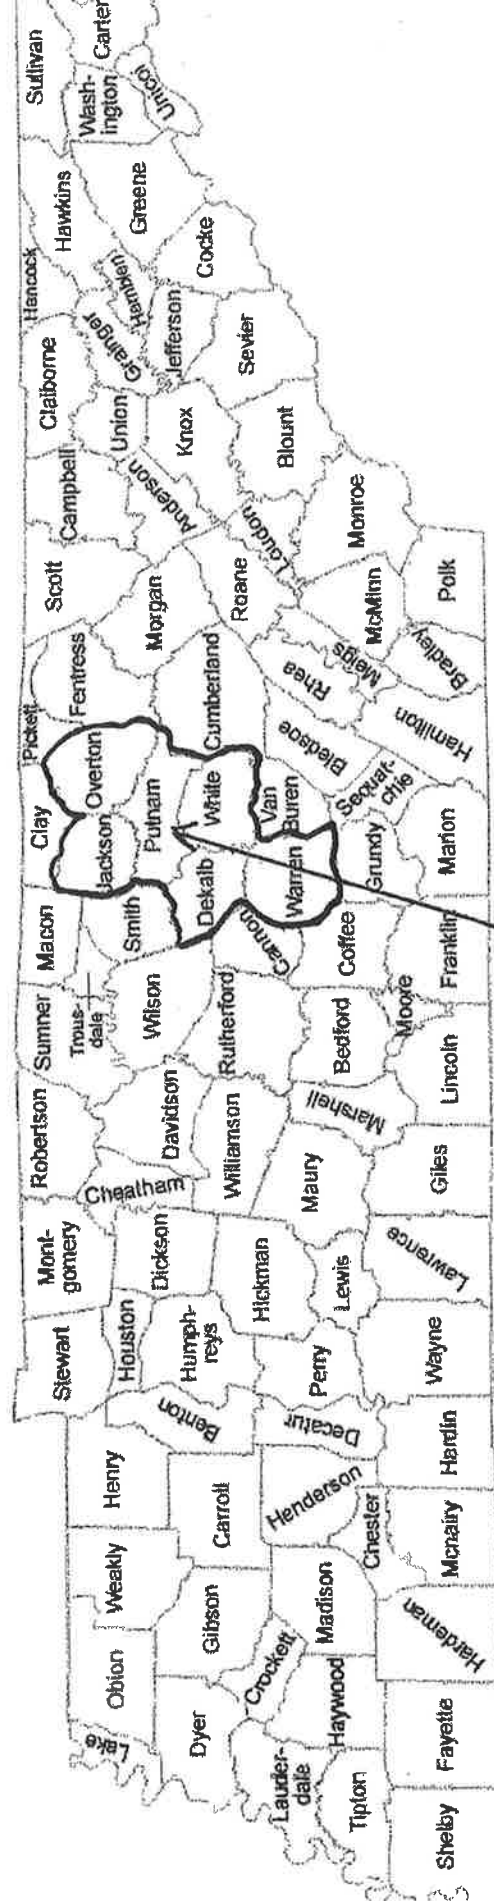 Lake
Obion
Weakly
Henry
Stewart
Mont-
gomery
Robertson
Sumner
Macon
Clay
Pickett
Scott
Campbell
Claiborne
Hancock
Hawkins
Sullivan
Carter
Trous-
dale
Jackson
Overton
Fentress
Anderson
Union
Grainger
Hamblen
Greene
Wash-
ington
Unicoi
Dyer
Gibson
Carroll
Benton
Houston
Humph-
reys
Dickson
Cheatham
Davidson
Wilson
Smith
Putnam
Morgan
Knox
Jefferson
Cocke
Lauder-
dale
Crockett
Hickman
Williamson
Rutherford
Cannon
Dekalb
White
Cumberland
Roane
Loudon
Blount
Sevier
Tipton
Haywood
Madison
Henderson
Decatur
Perry
Lewis
Maury
Marshall
Bedford
Coffee
Warren
Van
Buren
Bledsoe
Rhea
Meigs
McMinn
Monroe
Shelby
Fayette
Hardeman
Chester
Mcnairy
Hardin
Wayne
Lawrence
Giles
Lincoln
Moore
Franklin
Grundy
Sequat-
chie
Marion
Hamilton
Bradley
Polk